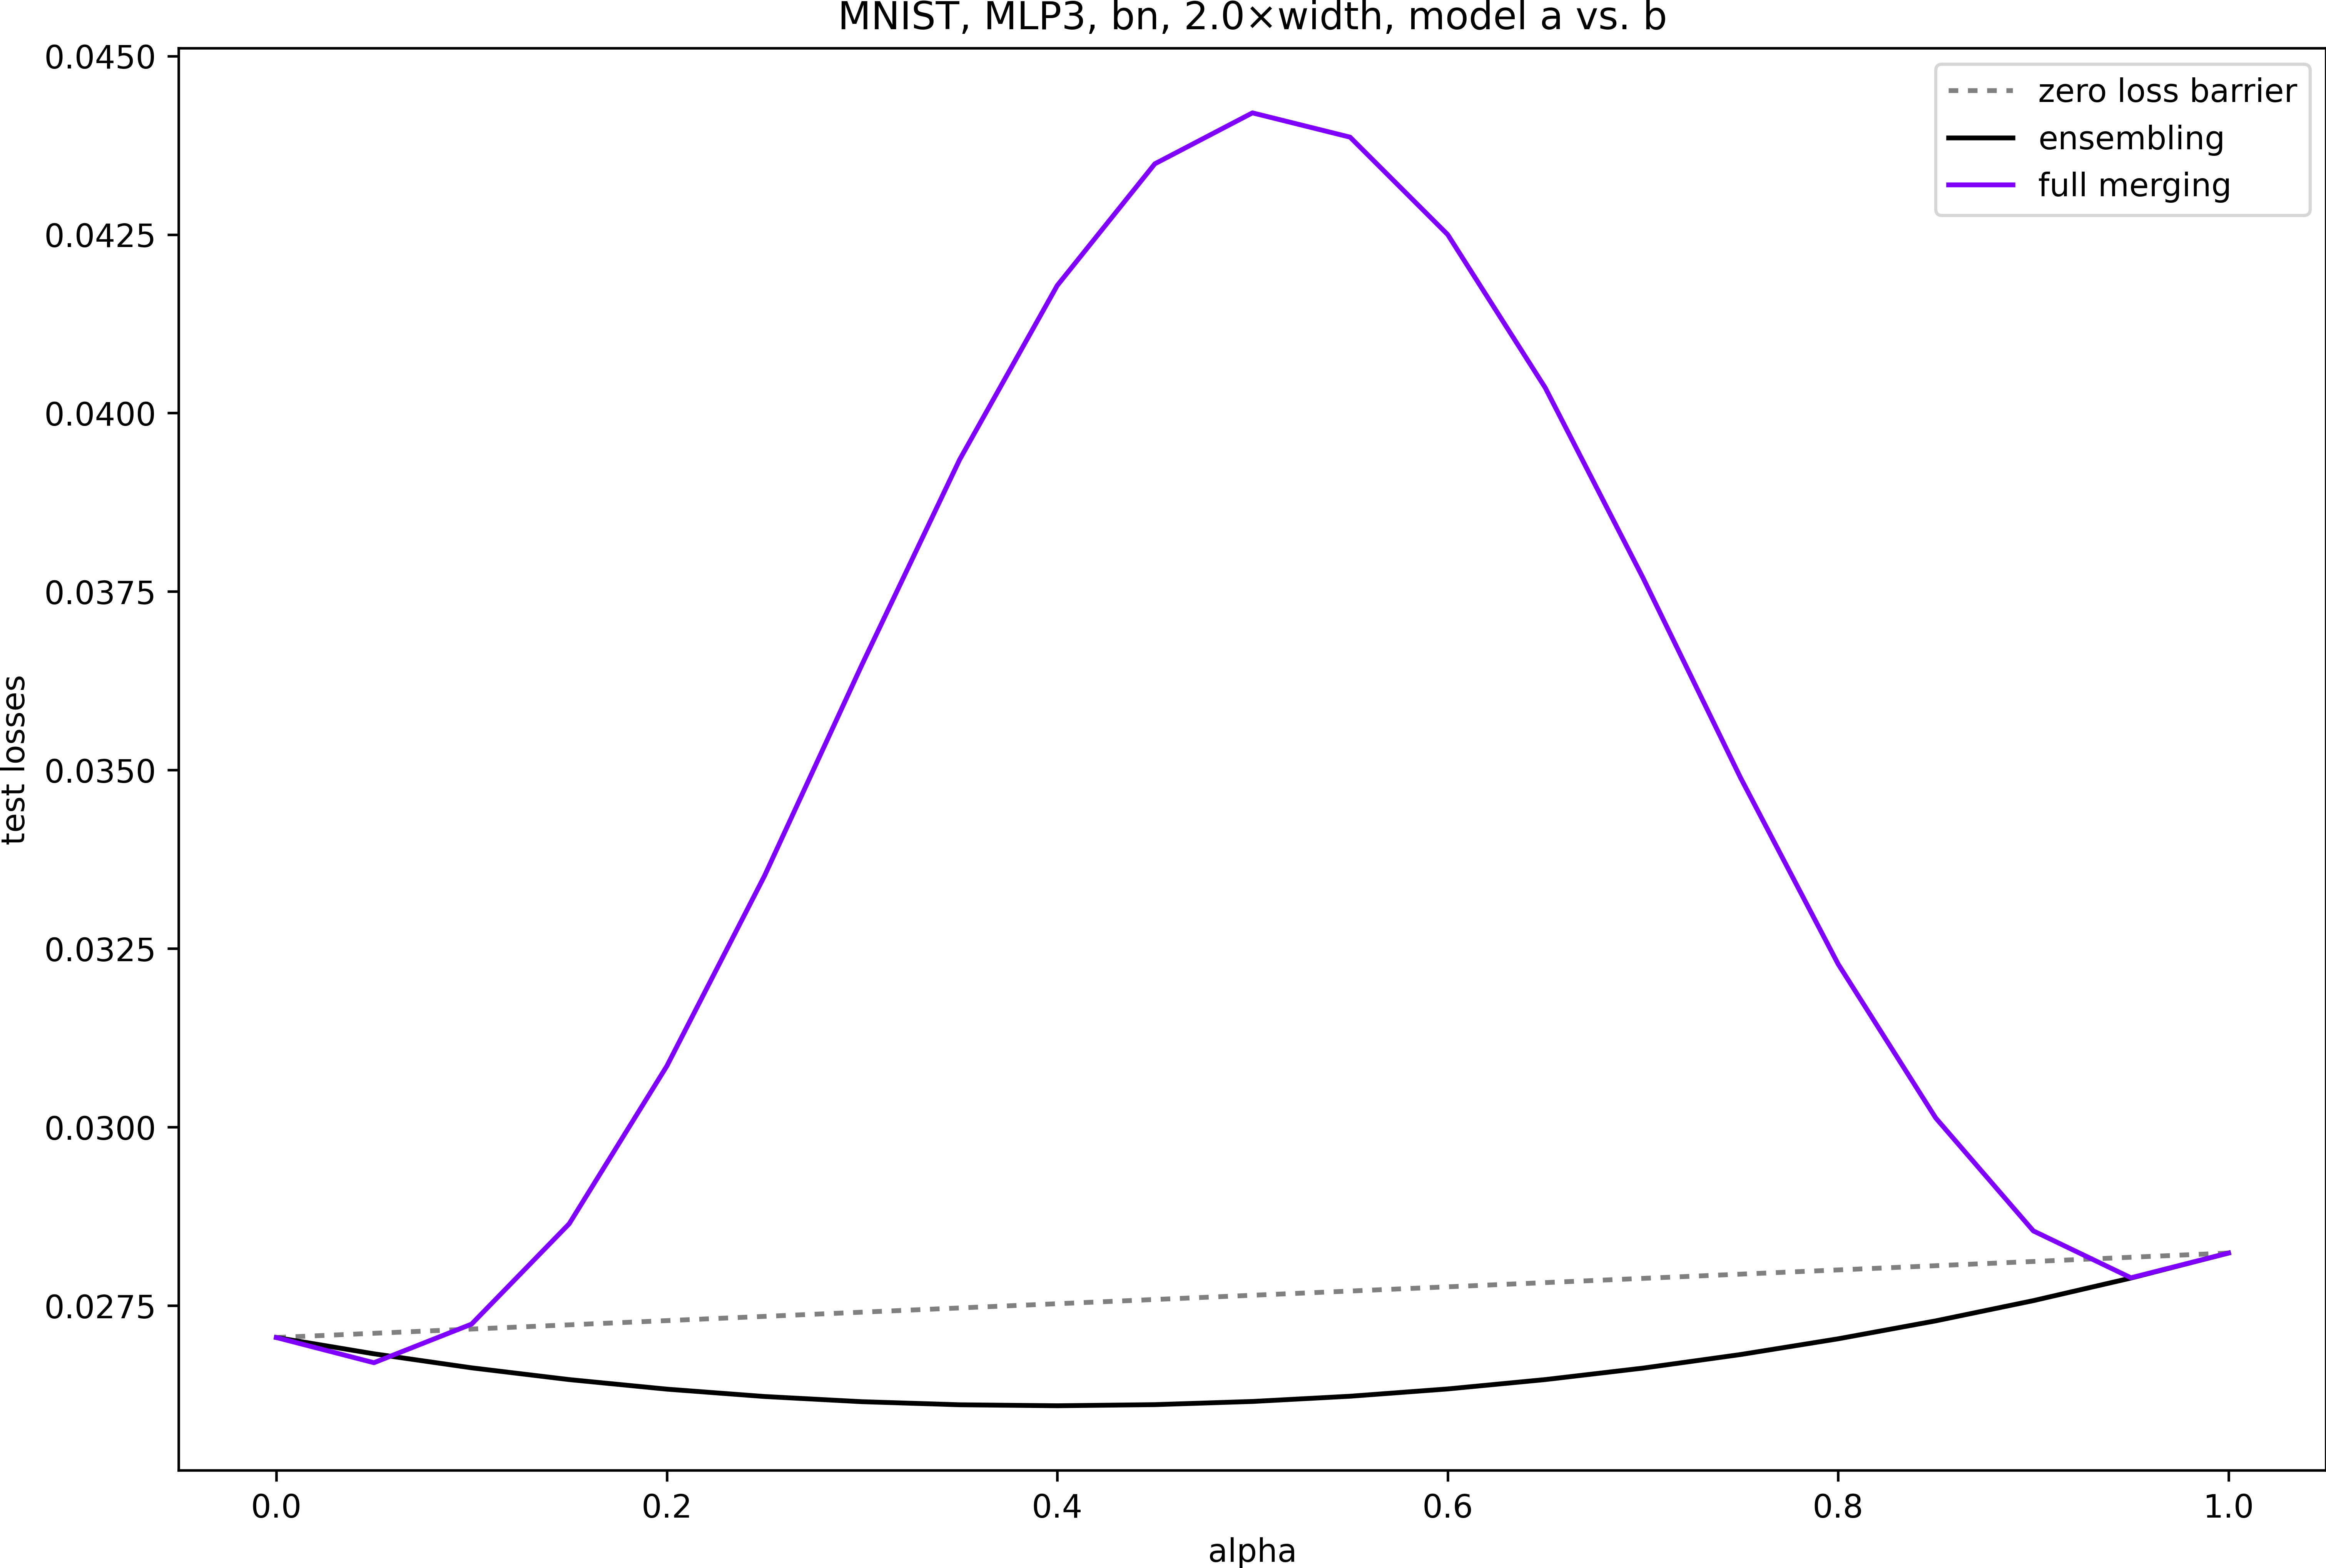 MNIST, MLP3, bn, 2.0×width, model a vs. b
zero loss barrier
ensembling
full merging
0.0450
0.0425
0.0400
0.0375
0.0350
0.0325
0.0300
0.0275
test losses
0.0
0.2
0.4
0.6
0.8
1.0
alpha